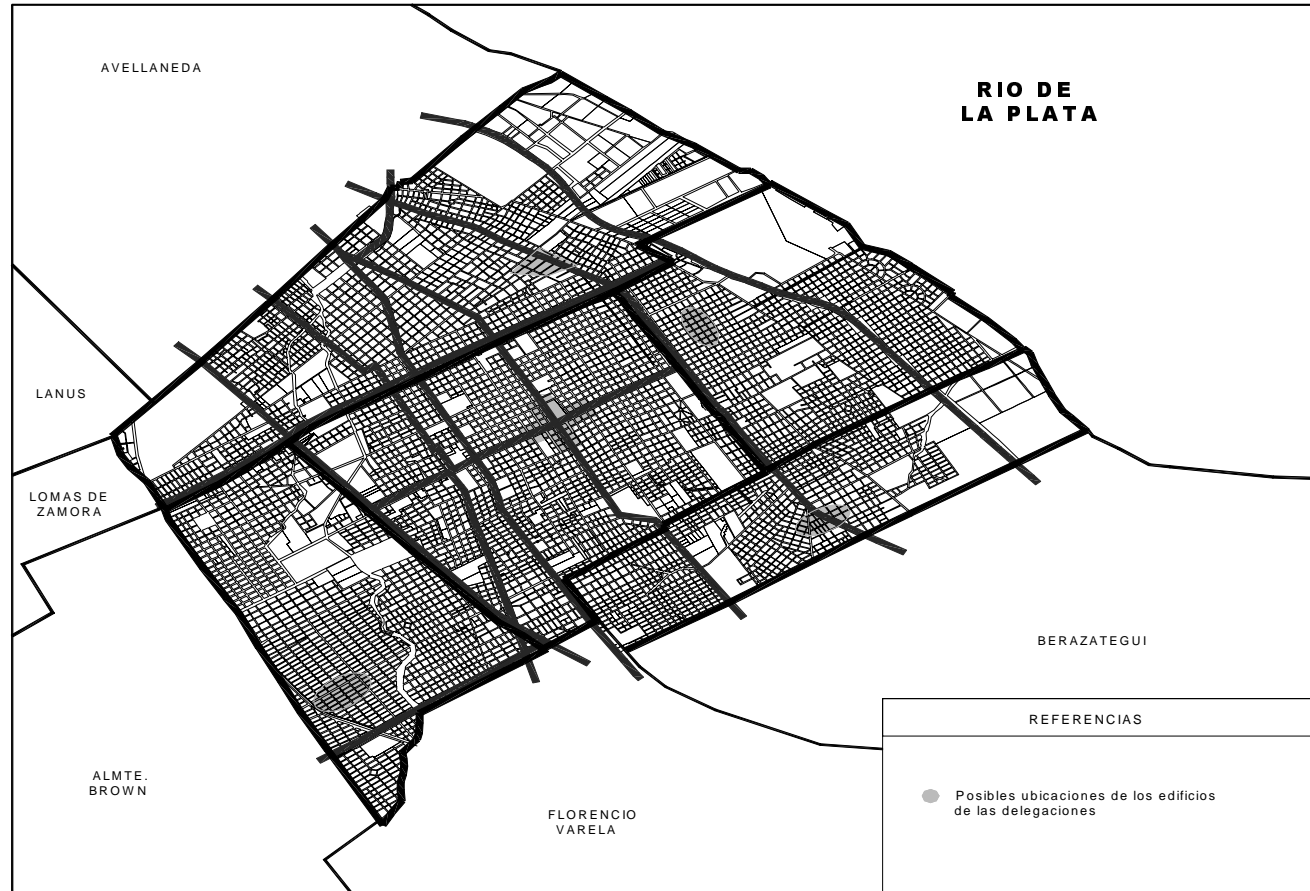 AVELLANEDA
RIO DE
LA PLATA
LANUS
LOMAS DE
ZAMORA
BERAZATEGUI
REFERENCIAS
ALMTE.
BROWN
Posibles ubicaciones de los edificios
de las delegaciones
FLORENCIO
VARELA